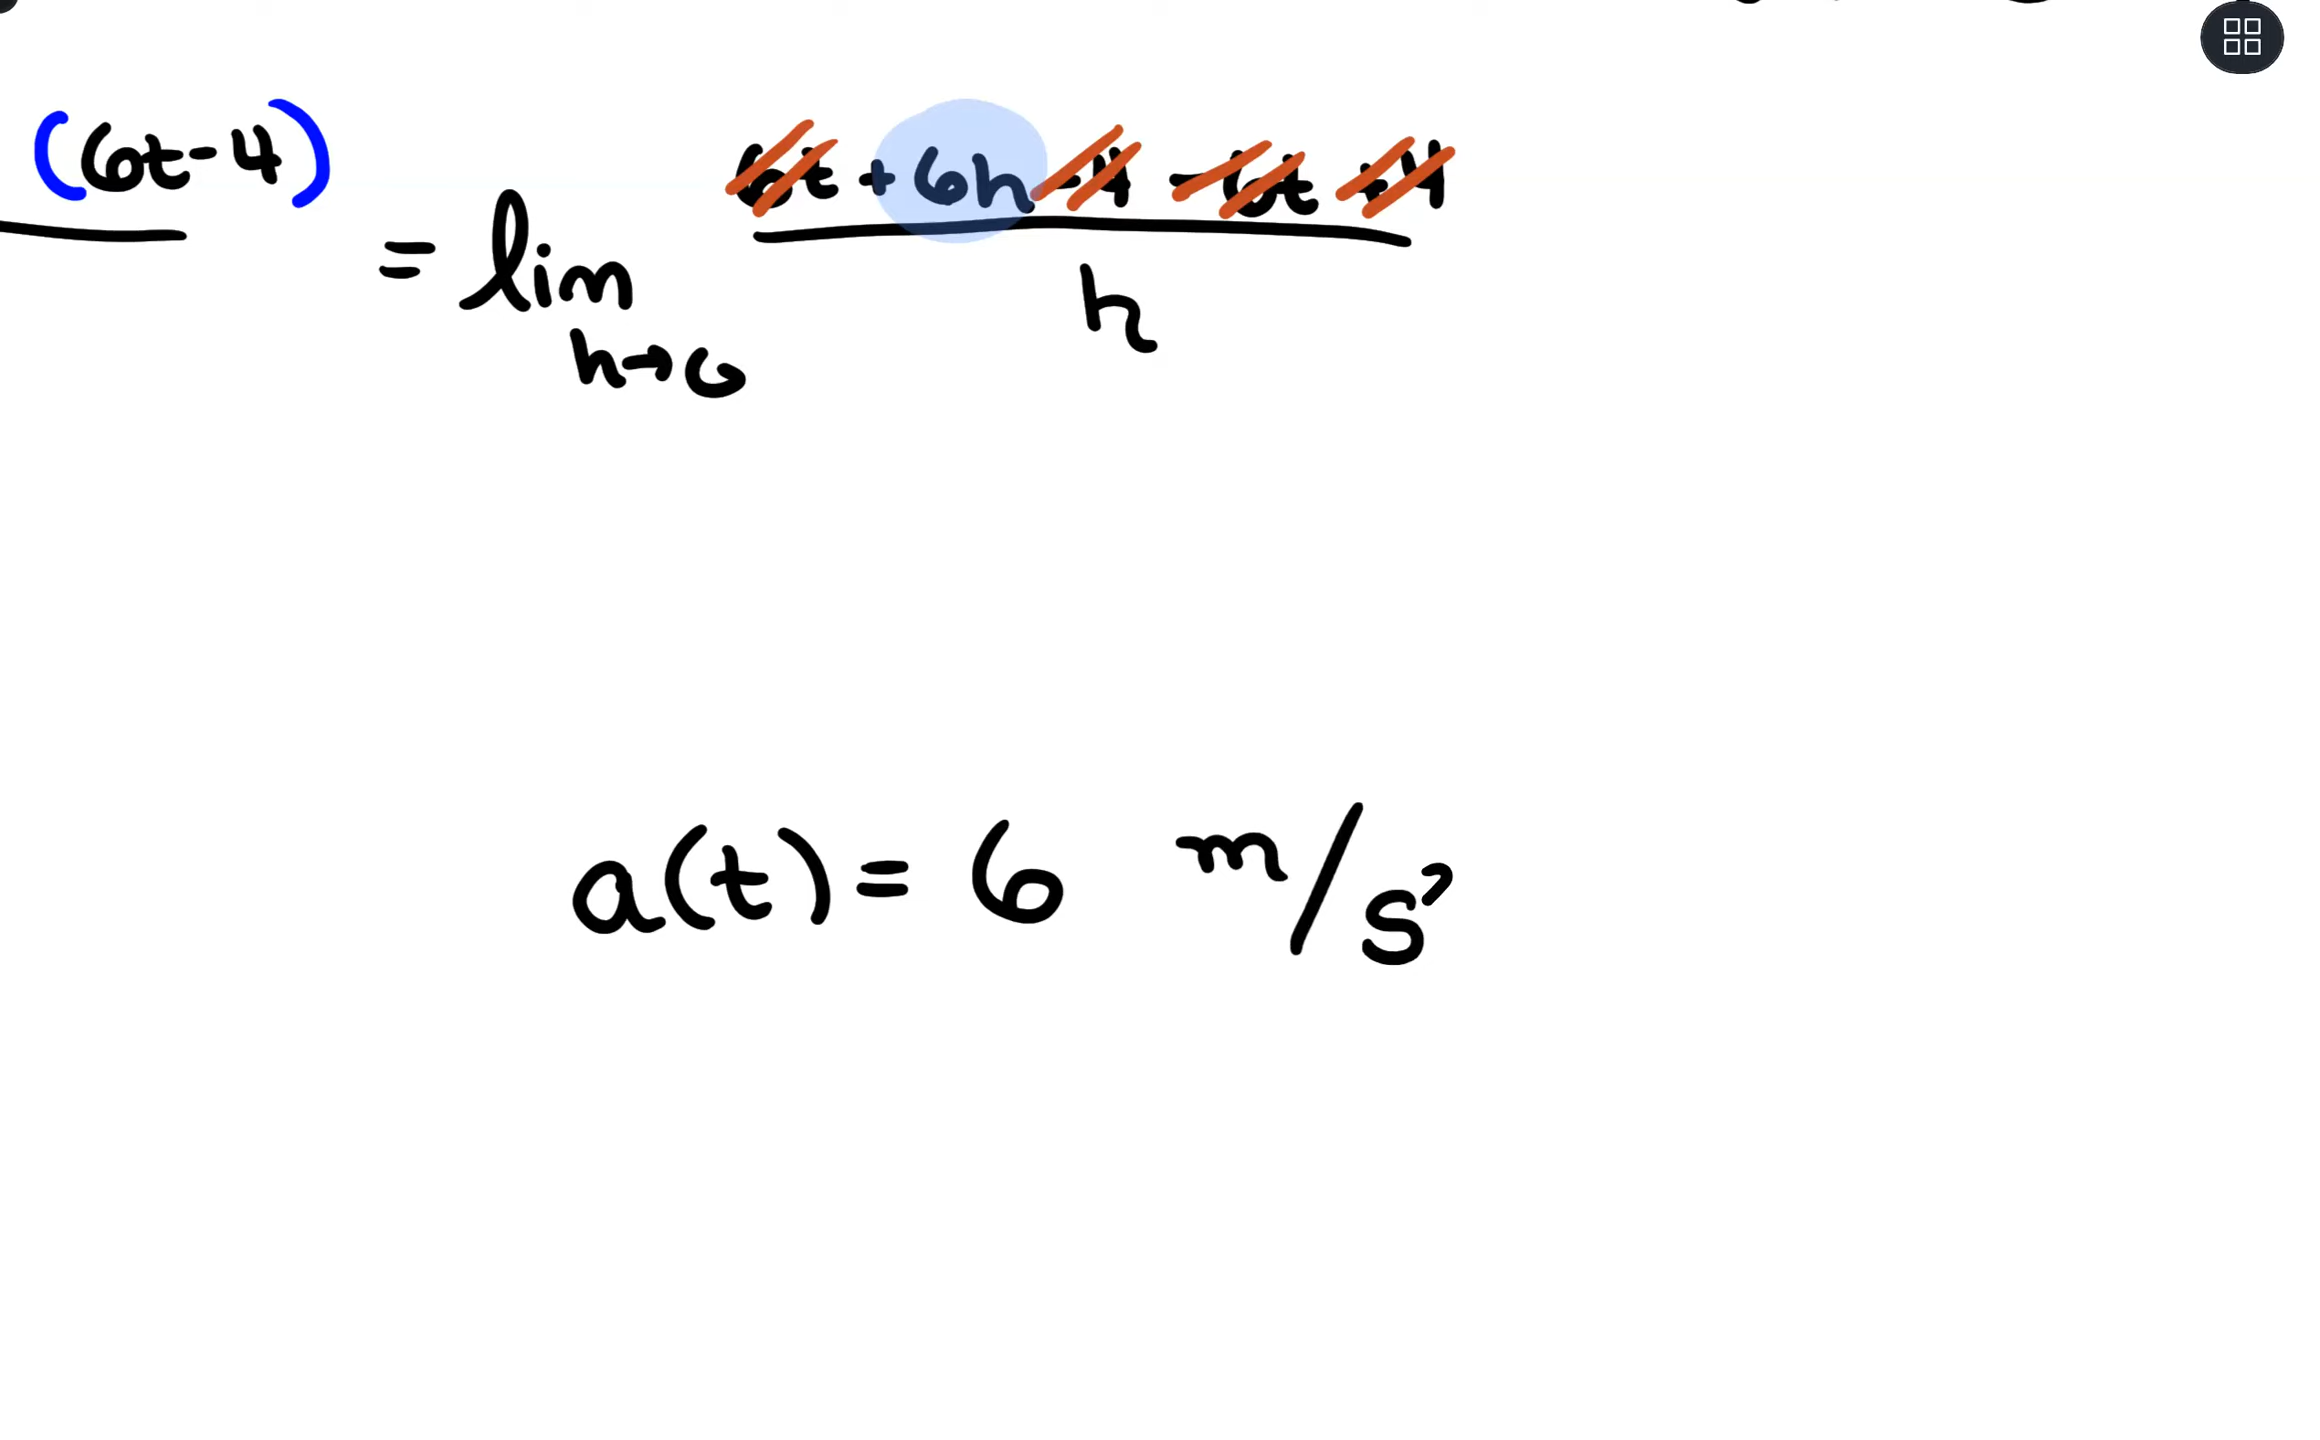 (6t-4)
= lim h→0 (6t + 6h - 4 - 6t + 4) / h
a(t) = 6 m/s²